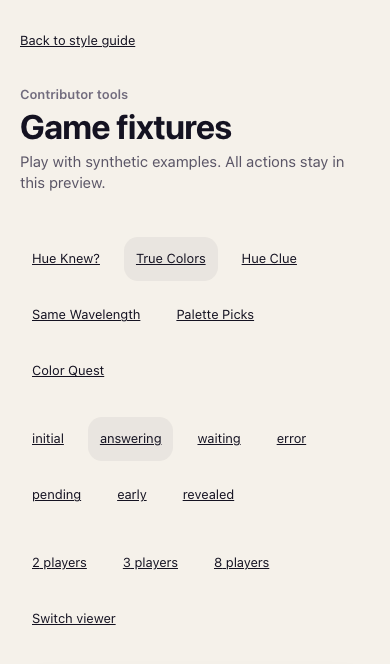 Back to style guide
Contributor tools
Game fixtures
Play with synthetic examples. All actions stay in
this preview.
Hue Knew? True Colors Hue Clue
Same Wavelength Palette Picks
Color Quest
initial answering waiting error
pending early revealed
2 players 3 players 8 players
Switch viewer